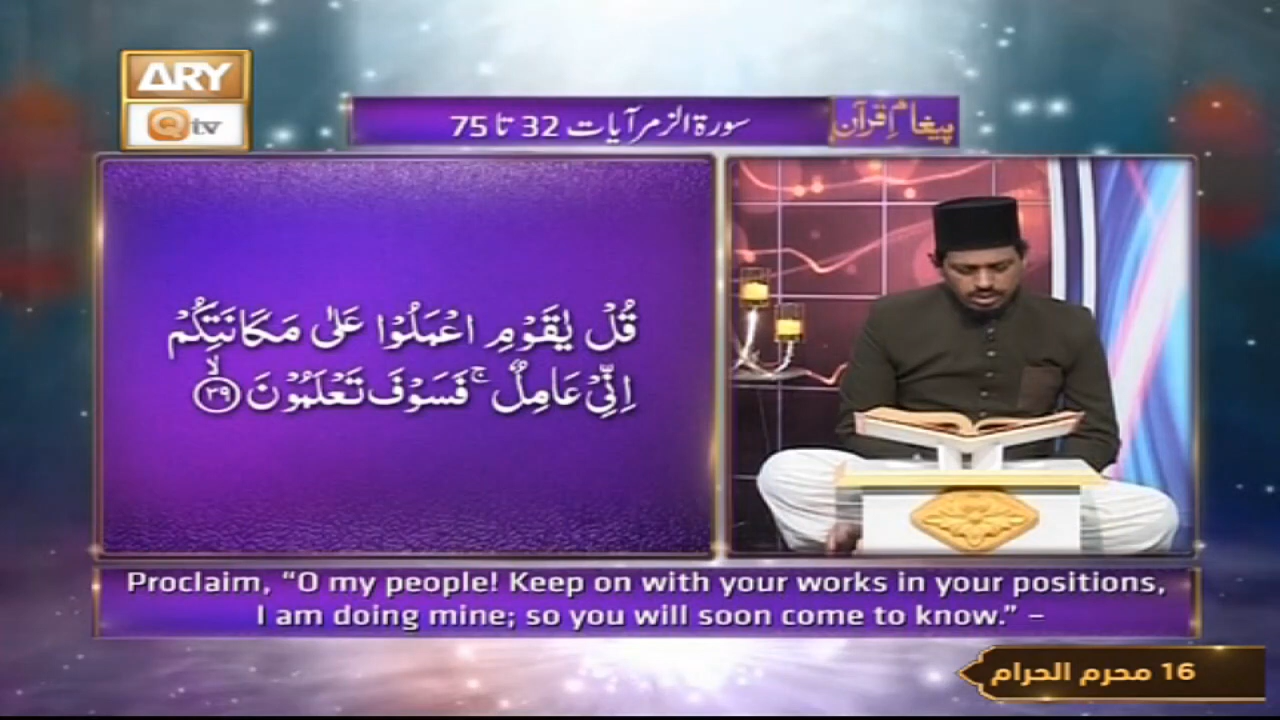 ARY
Qtv
پیغام قرآن
سورۃ الزمر آیات 32 تا 75
قُلْ يٰقَوْمِ اعْمَلُوْا عَلٰى مَكَانَتِكُمْ
اِنِّيْ عَامِلٌ ۚ فَسَوْفَ تَعْلَمُوْنَ ۙ﴿۳۹﴾
Proclaim, “O my people! Keep on with your works in your positions,
I am doing mine; so you will soon come to know.” –
16 محرم الحرام